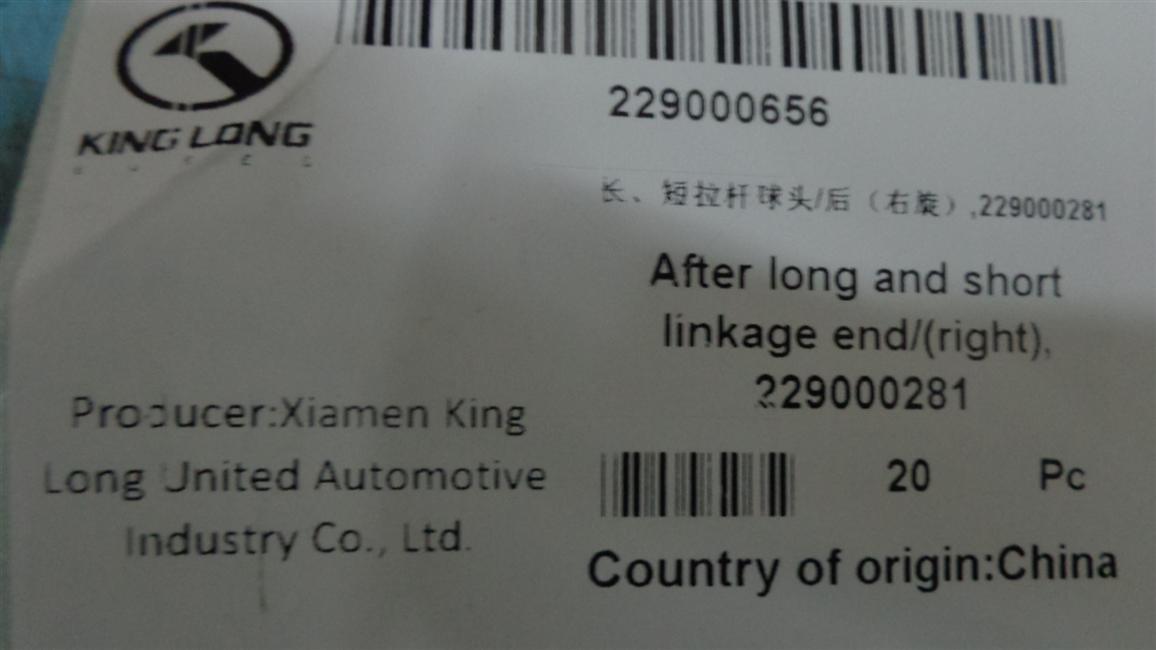 KING LONG
229000656
长、短拉杆球头/后（右旋）,229000281
After long and short
linkage end/(right),
229000281
Producer:Xiamen King
Long United Automotive
Industry Co., Ltd.
20 Pc
Country of origin:China